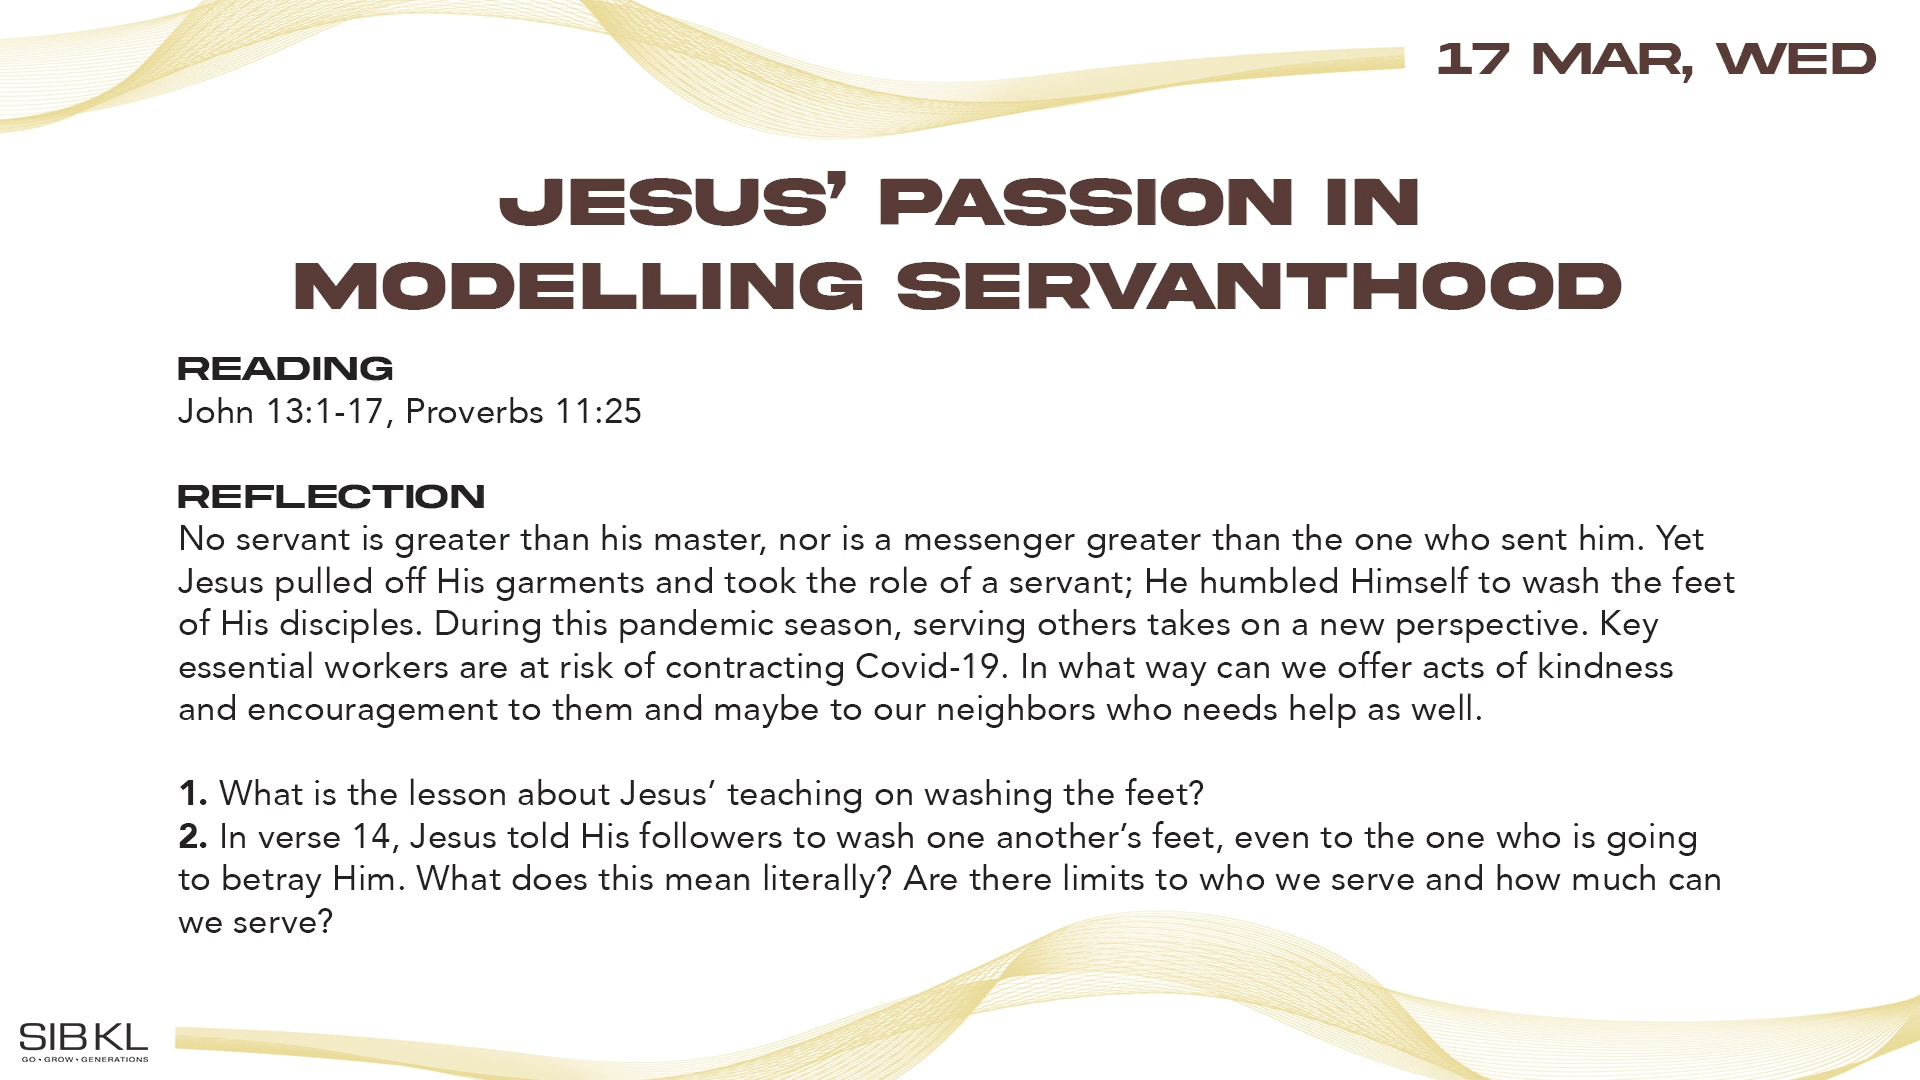 17 MAR, WED
JESUS’ PASSION IN
MODELLING SERVANTHOOD
READING
John 13:1-17, Proverbs 11:25
REFLECTION
No servant is greater than his master, nor is a messenger greater than the one who sent him. Yet
Jesus pulled off His garments and took the role of a servant; He humbled Himself to wash the feet
of His disciples. During this pandemic season, serving others takes on a new perspective. Key
essential workers are at risk of contracting Covid-19. In what way can we offer acts of kindness
and encouragement to them and maybe to our neighbors who needs help as well.
1. What is the lesson about Jesus’ teaching on washing the feet?
2. In verse 14, Jesus told His followers to wash one another’s feet, even to the one who is going
to betray Him. What does this mean literally? Are there limits to who we serve and how much can
we serve?
SIBKL
GO • GROW • GENERATIONS